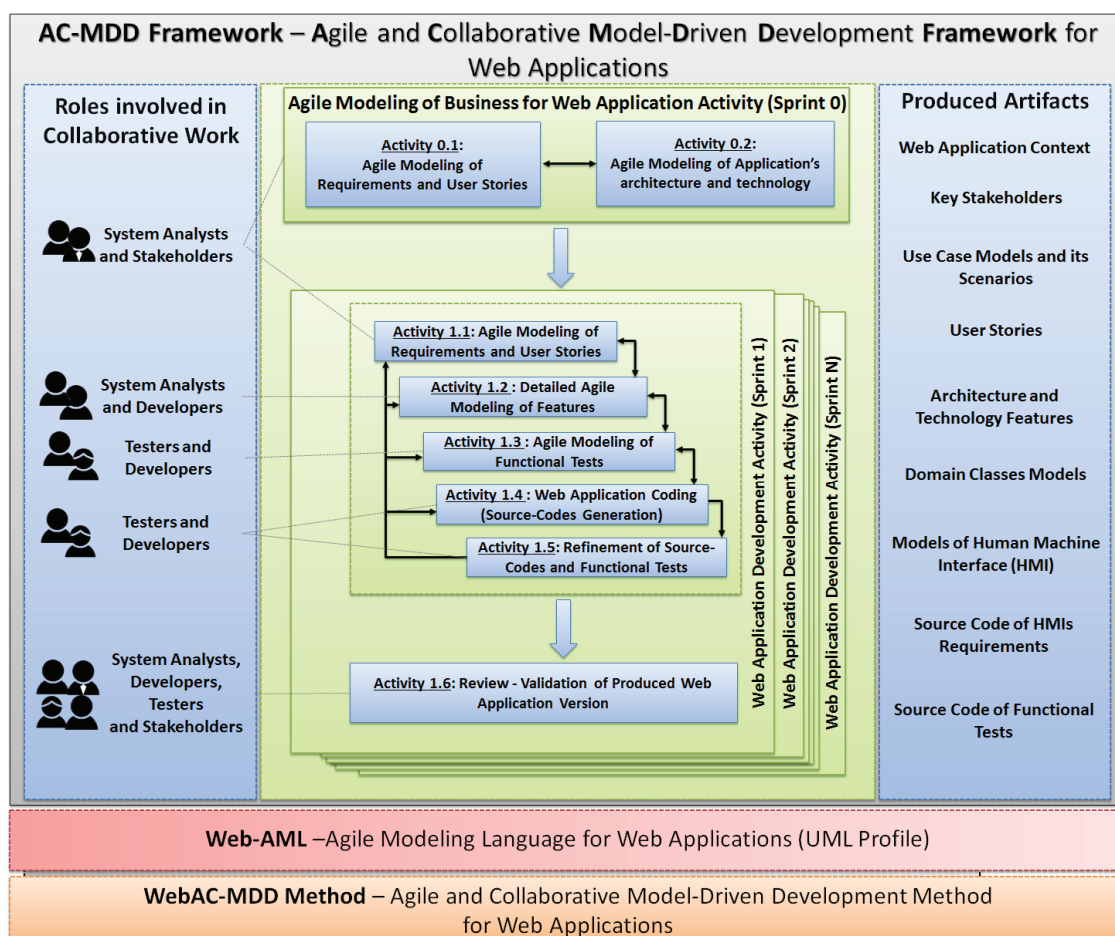 AC-MDD Framework – Agile and Collaborative Model-Driven Development Framework for
Web Applications
Roles involved in
Collaborative Work
System Analysts
and Stakeholders
System Analysts
and Developers
Testers and
Developers
Testers and
Developers
System Analysts,
Developers,
Testers
and Stakeholders
Agile Modeling of Business for Web Application Activity (Sprint 0)
Activity 0.1:
Agile Modeling of
Requirements and User Stories
Activity 0.2:
Agile Modeling of Application's
architecture and technology
Activity 1.1: Agile Modeling of
Requirements and User Stories
Activity 1.2 : Detailed Agile
Modeling of Features
Activity 1.3 : Agile Modeling of
Functional Tests
Activity 1.4 : Web Application Coding
(Source-Codes Generation)
Activity 1.5: Refinement of Source-
Codes and Functional Tests
Activity 1.6: Review - Validation of Produced Web
Application Version
Web Application Development Activity (Sprint 1)
Web Application Development Activity (Sprint 2)
Web Application Development Activity (Sprint N)
Produced Artifacts
Web Application Context
Key Stakeholders
Use Case Models and its
Scenarios
User Stories
Architecture and
Technology Features
Domain Classes Models
Models of Human Machine
Interface (HMI)
Source Code of HMIs
Requirements
Source Code of Functional
Tests
Web-AML –Agile Modeling Language for Web Applications (UML Profile)
WebAC-MDD Method – Agile and Collaborative Model-Driven Development Method
for Web Applications